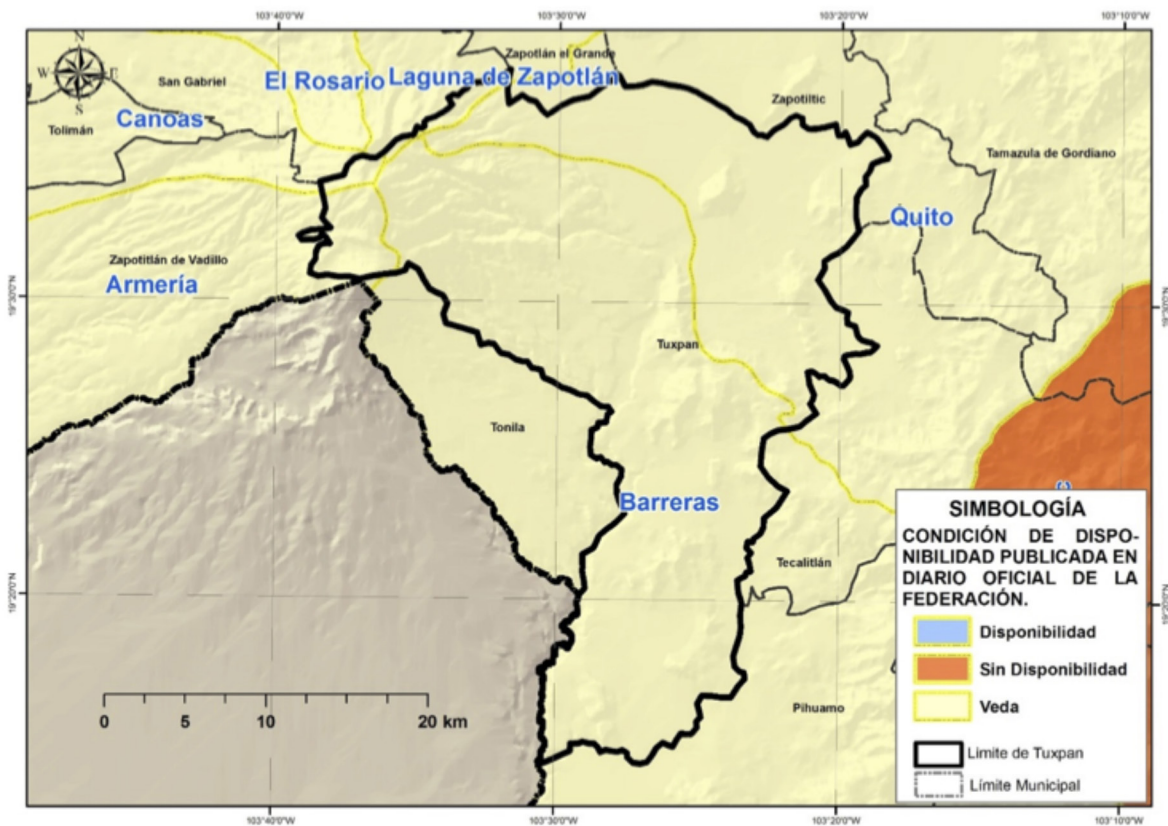 103°40'0"W
103°30'0"W
103°20'0"W
103°10'0"W
N
W
E
S
Zapotlán el Grande
San Gabriel
El Rosario
Laguna de Zapotlán
Zapotiltic
Canoas
Tolimán
Tamazula de Gordiano
Quito
Zapotitlán de Vadillo
Armería
19°30'0"N
19°30'0"N
Tuxpan
Tonila
Barreras
Tecalitlán
19°20'0"N
19°20'0"N
Pihuamo
0 5 10 20 km
SIMBOLOGÍA
CONDICIÓN DE DISPO-
NIBILIDAD PUBLICADA EN
DIARIO OFICIAL DE LA
FEDERACIÓN.
Disponibilidad
Sin Disponibilidad
Veda
Limite de Tuxpan
Límite Municipal
103°40'0"W
103°30'0"W
103°20'0"W
103°10'0"W